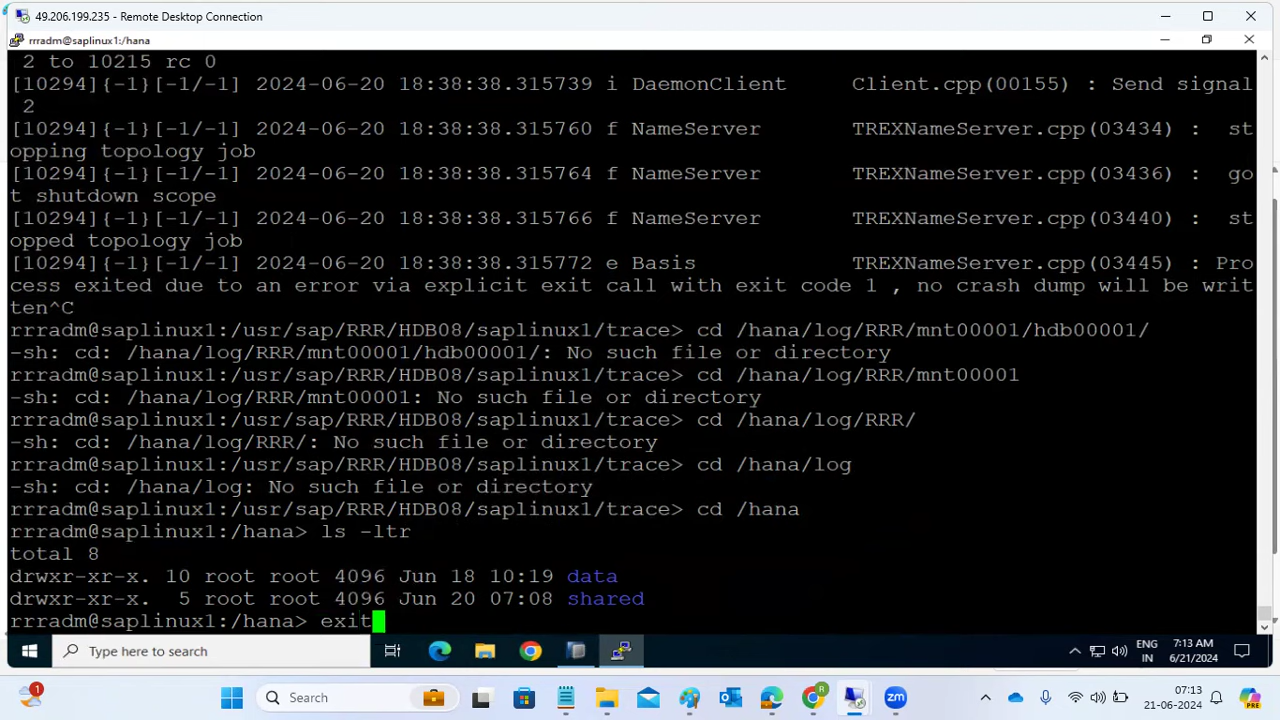 49.206.199.235 - Remote Desktop Connection
rrradm@saplinux1:/hana
2 to 10215 rc 0
[10294]{-1}[-1/-1] 2024-06-20 18:38:38.315739 i DaemonClient     Client.cpp(00155) : Send signal
2
[10294]{-1}[-1/-1] 2024-06-20 18:38:38.315760 f NameServer       TREXNameServer.cpp(03434) :  st
opping topology job
[10294]{-1}[-1/-1] 2024-06-20 18:38:38.315764 f NameServer       TREXNameServer.cpp(03436) :  go
t shutdown scope
[10294]{-1}[-1/-1] 2024-06-20 18:38:38.315766 f NameServer       TREXNameServer.cpp(03440) :  st
opped topology job
[10294]{-1}[-1/-1] 2024-06-20 18:38:38.315772 e Basis            TREXNameServer.cpp(03445) : Pro
cess exited due to an error via explicit exit call with exit code 1 , no crash dump will be writ
ten^C
rrradm@saplinux1:/usr/sap/RRR/HDB08/saplinux1/trace> cd /hana/log/RRR/mnt00001/hdb00001/
-sh: cd: /hana/log/RRR/mnt00001/hdb00001/: No such file or directory
rrradm@saplinux1:/usr/sap/RRR/HDB08/saplinux1/trace> cd /hana/log/RRR/mnt00001
-sh: cd: /hana/log/RRR/mnt00001: No such file or directory
rrradm@saplinux1:/usr/sap/RRR/HDB08/saplinux1/trace> cd /hana/log/RRR/
-sh: cd: /hana/log/RRR/: No such file or directory
rrradm@saplinux1:/usr/sap/RRR/HDB08/saplinux1/trace> cd /hana/log
-sh: cd: /hana/log: No such file or directory
rrradm@saplinux1:/usr/sap/RRR/HDB08/saplinux1/trace> cd /hana
rrradm@saplinux1:/hana> ls -ltr
total 8
drwxr-xr-x. 10 root root 4096 Jun 18 10:19 data
drwxr-xr-x.  5 root root 4096 Jun 20 07:08 shared
rrradm@saplinux1:/hana> exit
Type here to search
ENG
IN
7:13 AM
6/21/2024
1
Search
zm
R
07:13
21-06-2024
PRE